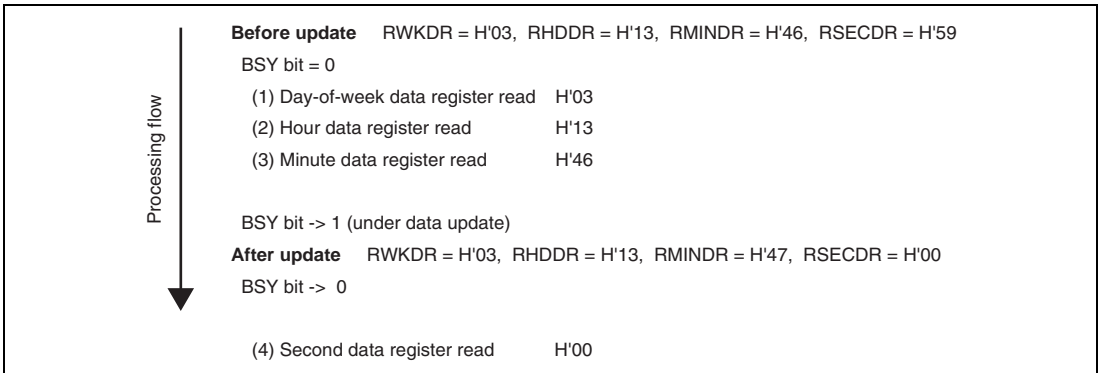 Processing flow
Before update RWKDR = H'03, RHDDR = H'13, RMINDR = H'46, RSECDR = H'59
BSY bit = 0
(1) Day-of-week data register read H'03
(2) Hour data register read H'13
(3) Minute data register read H'46
BSY bit -> 1 (under data update)
After update RWKDR = H'03, RHDDR = H'13, RMINDR = H'47, RSECDR = H'00
BSY bit -> 0
(4) Second data register read H'00